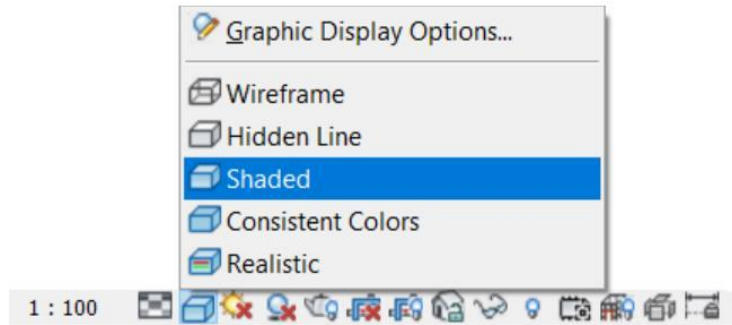 Graphic Display Options...
Wireframe
Hidden Line
Shaded
Consistent Colors
Realistic
1 : 100